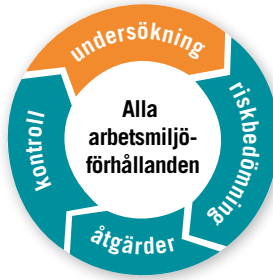 undersökning
riskbedömning
åtgärder
kontroll
Alla
arbetsmiljö-
förhållanden